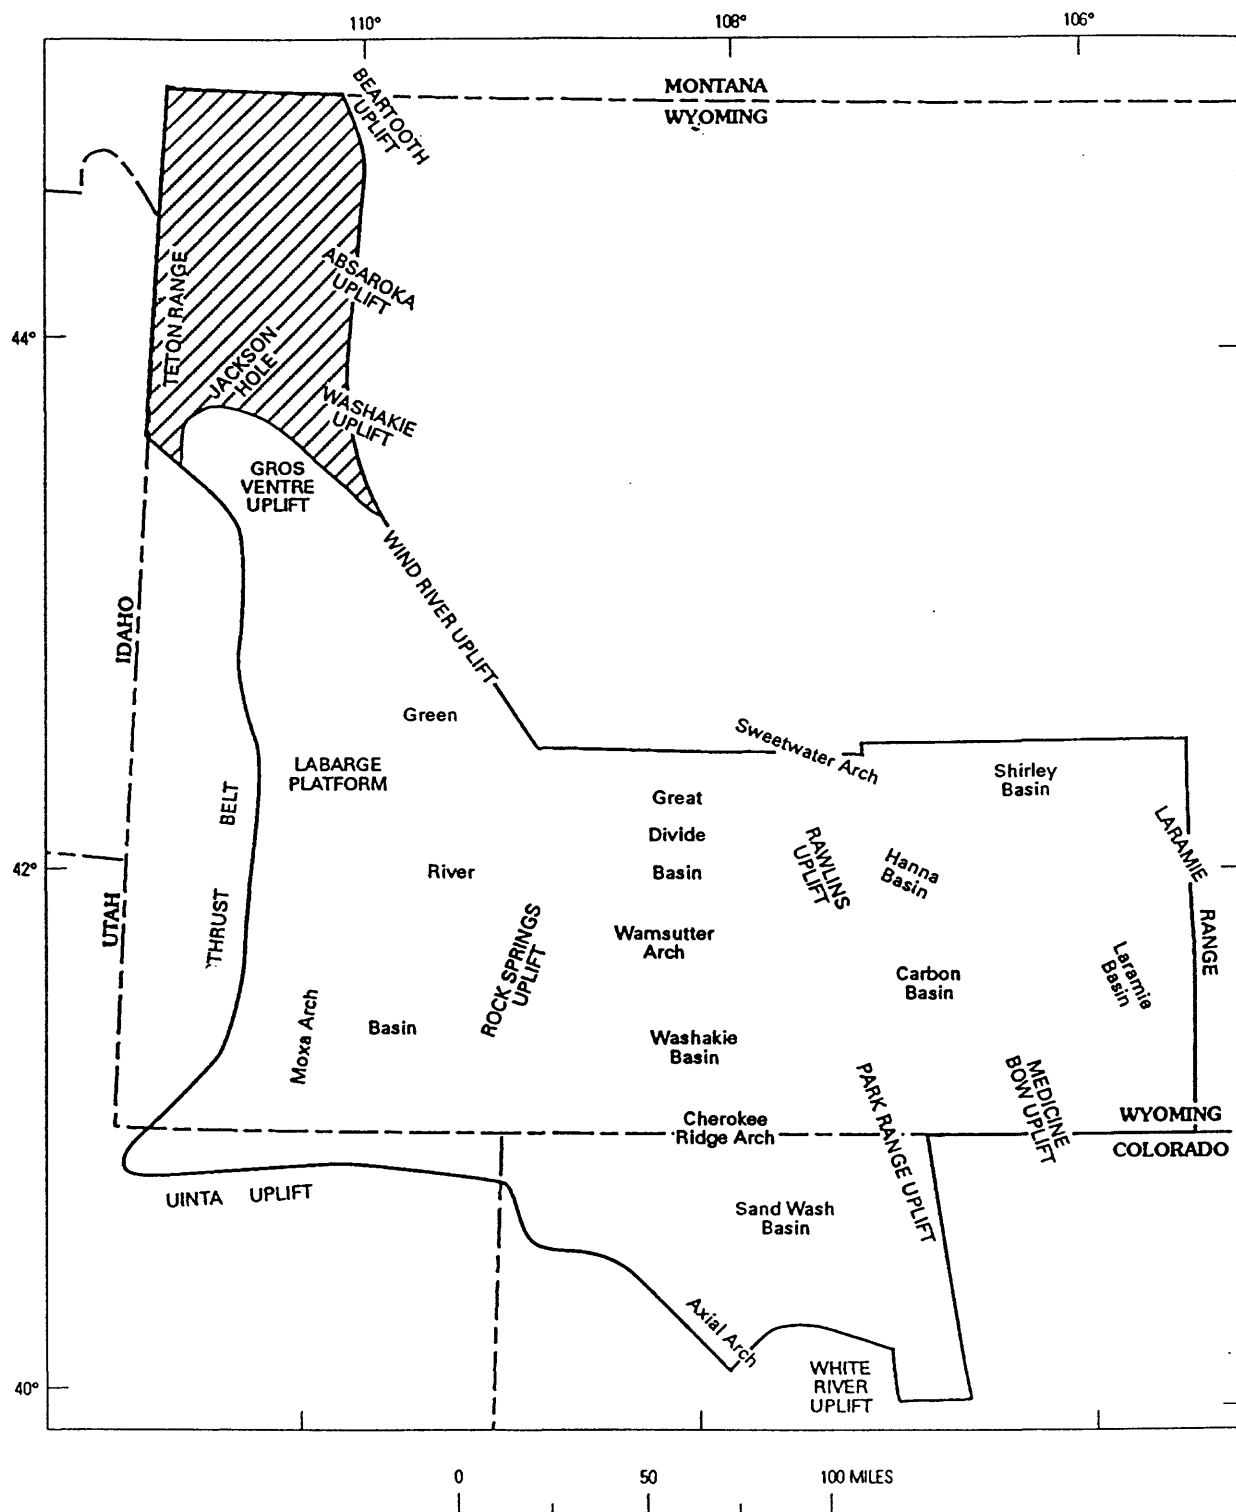 110°
108°
106°
MONTANA
WYOMING
BEARTOOTH
UPLIFT
ABSAROKA
UPLIFT
TETON RANGE
44°
JACKSON
HOLE
WASHAKIE
UPLIFT
GROS
VENTRE
UPLIFT
WIND RIVER UPLIFT
IDAHO
Green
Sweetwater Arch
LABARGE
PLATFORM
Shirley
Basin
Great
Divide
Basin
BELT
THRUST
LARAMIE
RANGE
RAWLINS
UPLIFT
Hanna
Basin
42°
River
UTAH
ROCK SPRINGS
UPLIFT
Wamsutter
Arch
Carbon
Basin
Laramie
Basin
Moxa Arch
Basin
Washakie
Basin
PARK RANGE UPLIFT
MEDICINE
BOW UPLIFT
Cherokee
Ridge Arch
WYOMING
COLORADO
UINTA UPLIFT
Sand Wash
Basin
Axial Arch
WHITE
RIVER
UPLIFT
40°
0 50 100 MILES